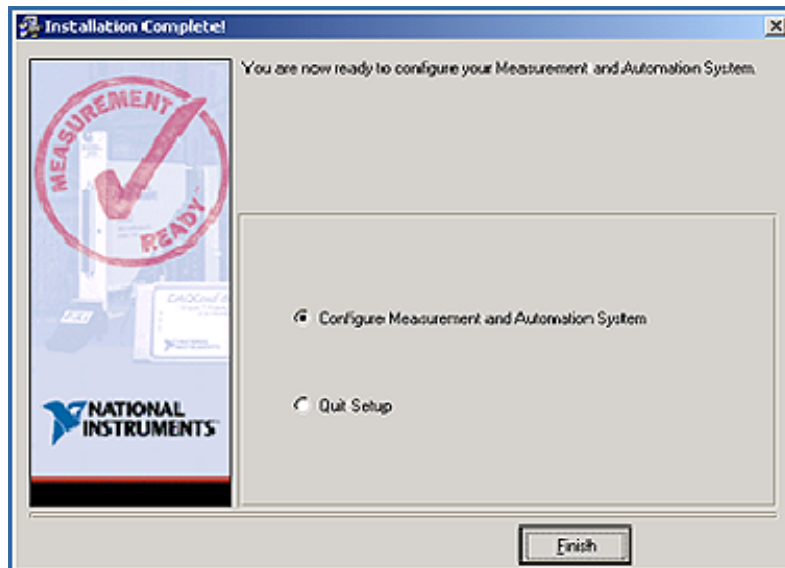 Installation Complete!
You are now ready to configure your Measurement and Automation System.
MEASUREMENT
READY
DAQCard
NATIONAL
INSTRUMENTS
Configure Measurement and Automation System
Quit Setup
Finish